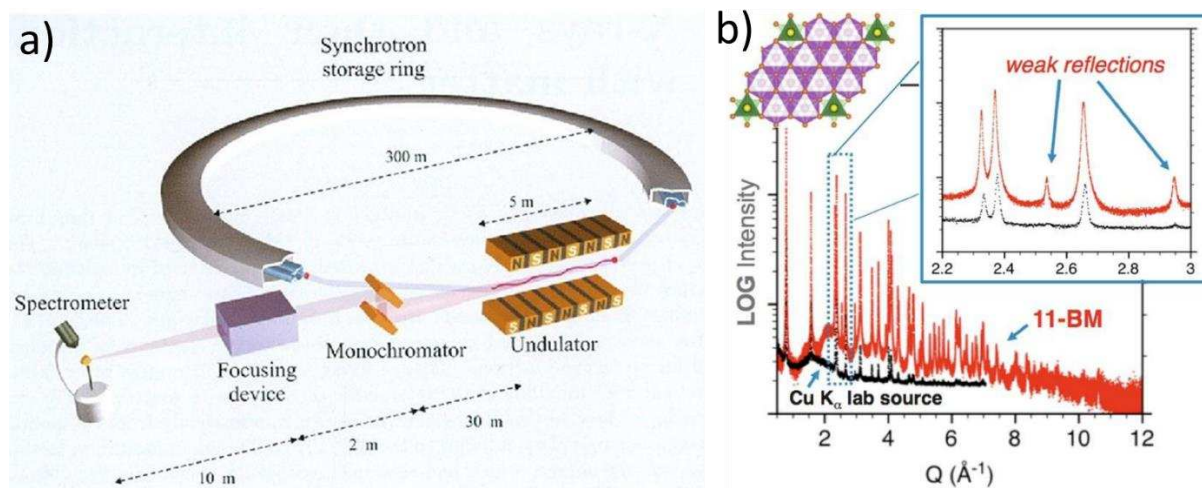 a)
Synchrotron
storage ring
300 m
5 m
N S N S N S N
S N S N S N S
Spectrometer
Focusing
device
Monochromator
Undulator
30 m
2 m
10 m
b)
weak reflections
2.2 2.4 2.6 2.8 3
LOG Intensity
11-BM
Cu Kα lab source
2 4 6 8 10 12
Q (Å-1)